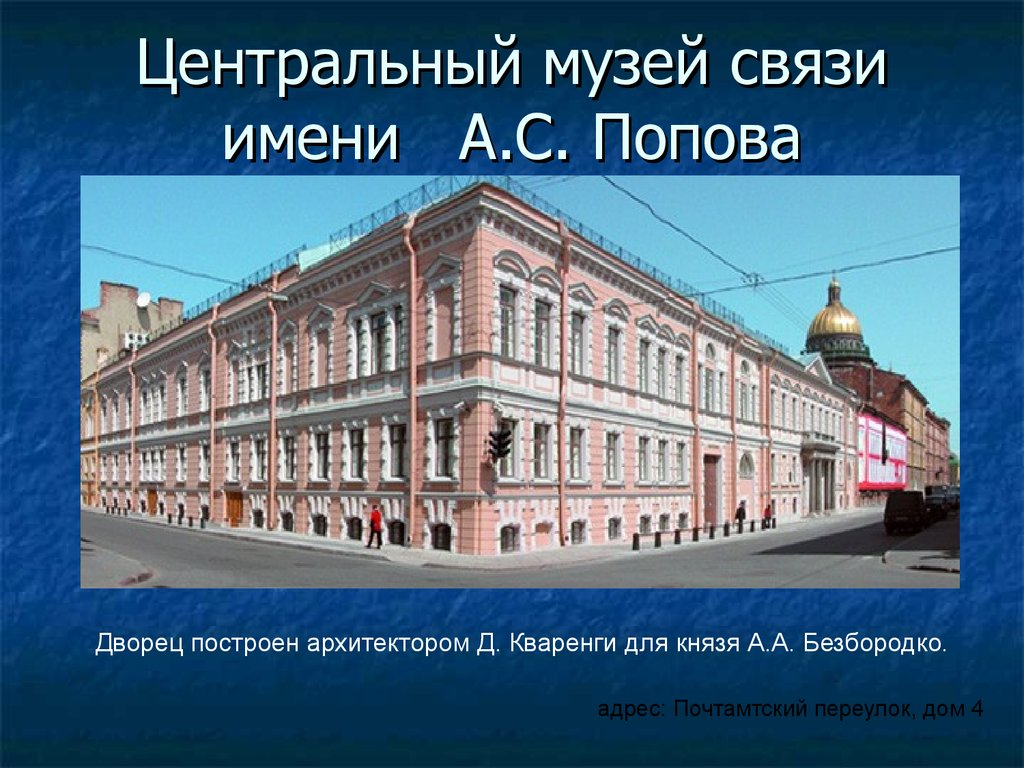 Центральный музей связи
имени А.С. Попова
Дворец построен архитектором Д. Кваренги для князя А.А. Безбородко.
адрес: Почтамтский переулок, дом 4